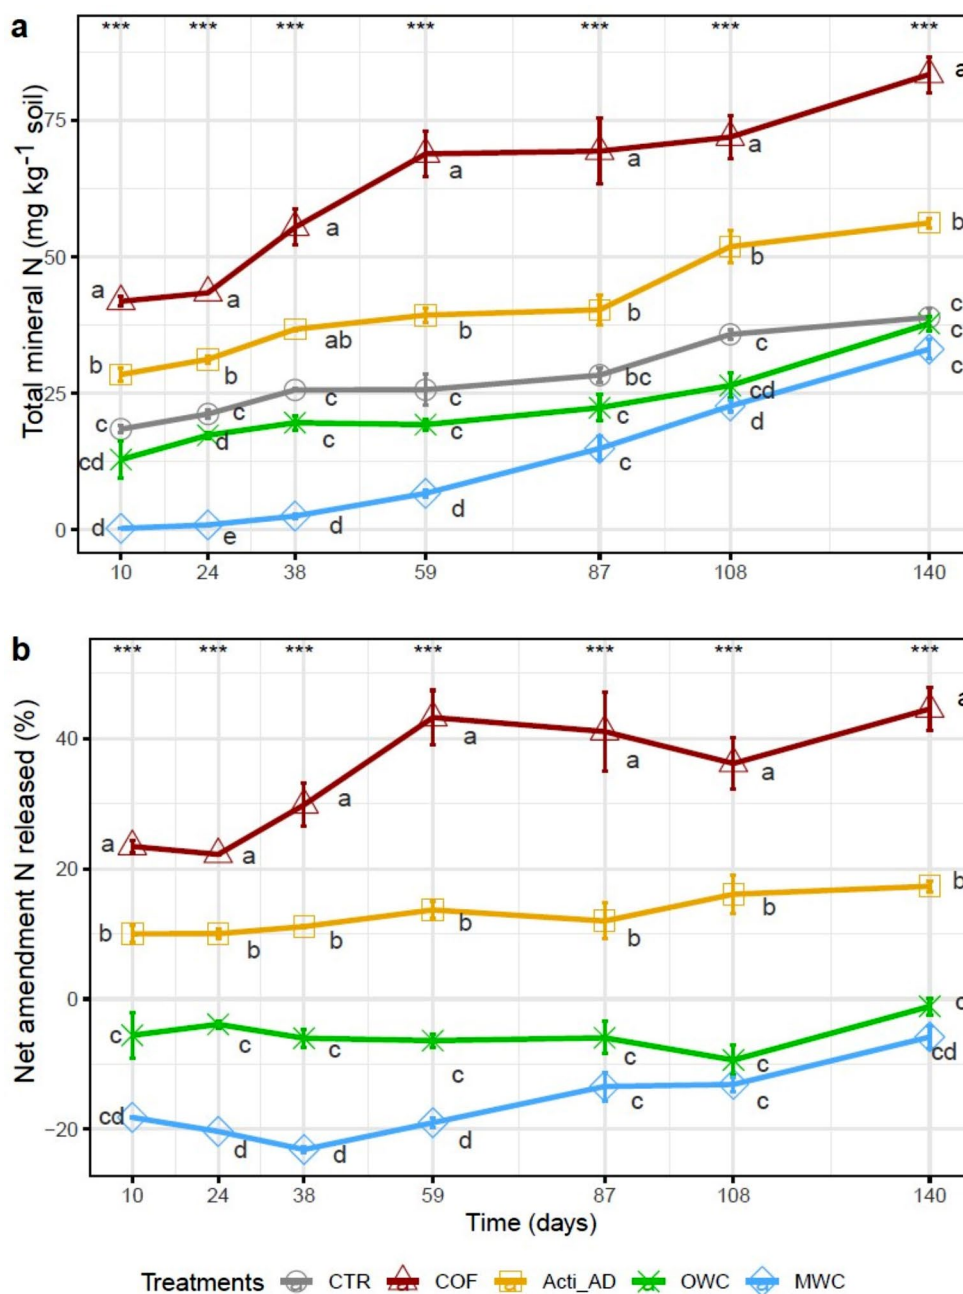 a
*** *** *** *** *** *** ***
Total mineral N (mg kg⁻¹ soil)
75
50
25
0
a a a a a a a
b b ab b b b b
c c c c bc c c
cd d c c c cd c
d e d d c d c
10 24 38 59 87 108 140
b
*** *** *** *** *** *** ***
Net amendment N released (%)
40
20
0
−20
a a a a a a a
b b b b b b b
c c c c c c c
cd d d d c c cd
10 24 38 59 87 108 140
Time (days)
Treatments CTR COF Acti_AD OWC MWC